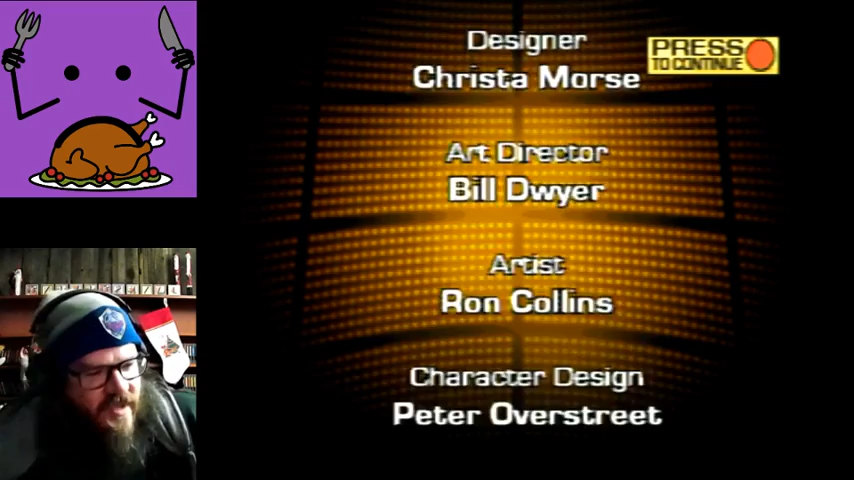 Designer
Christa Morse
PRESS
TO CONTINUE
Art Director
Bill Dwyer
Artist
Ron Collins
Character Design
Peter Overstreet